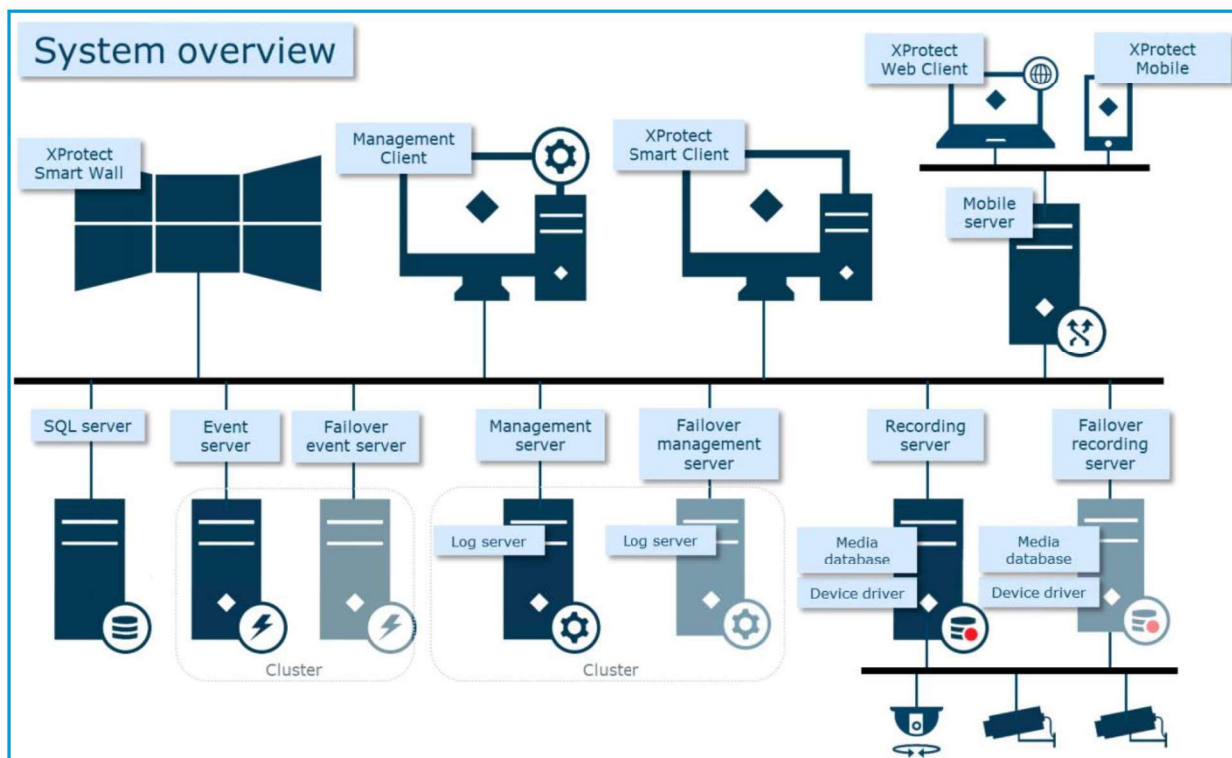 System overview
XProtect
Web Client
XProtect
Mobile
XProtect
Smart Wall
Management
Client
XProtect
Smart Client
Mobile
server
SQL server
Event
server
Failover
event server
Management
server
Failover
management
server
Recording
server
Failover
recording
server
Log server
Log server
Media
database
Device driver
Media
database
Device driver
Cluster
Cluster